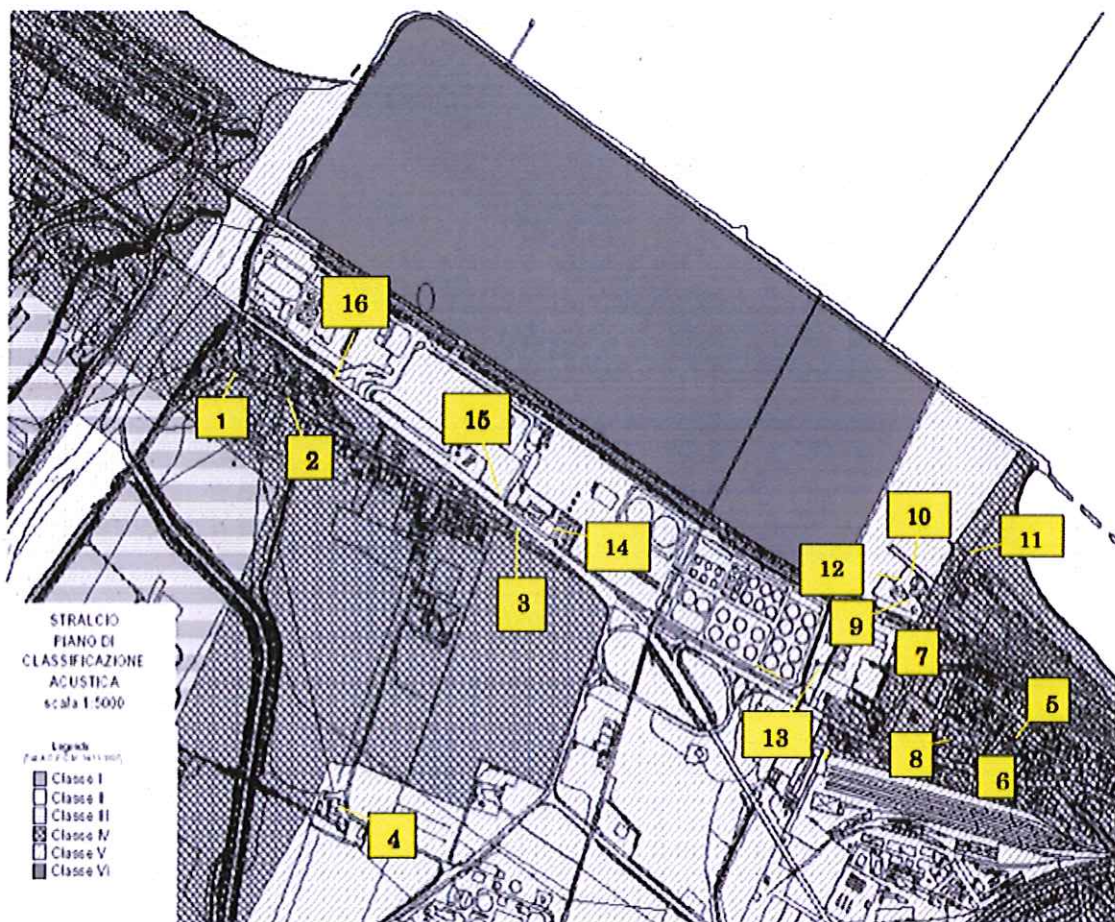 16
15
1
2
10
11
14
12
3
9
7
5
13
8
6
4
STRALCIO
PIANO DI
CLASSIFICAZIONE
ACUSTICA
scala 1:5000
Legenda
Classe I
Classe II
Classe III
Classe IV
Classe V
Classe VI